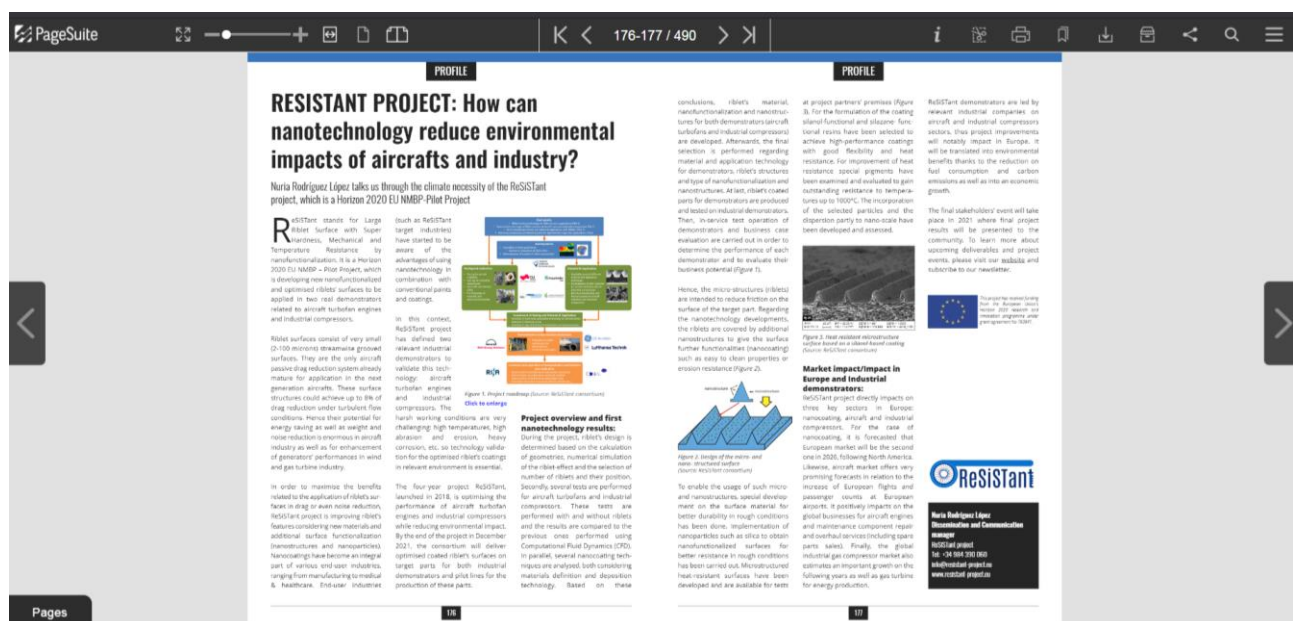 PageSuite
176-177 / 490
PROFILE
PROFILE
RESISTANT PROJECT: How can
nanotechnology reduce environmental
impacts of aircrafts and industry?
Nuria Rodríguez López talks us through the climate necessity of the ReSiSTant
project, which is a Horizon 2020 EU NMBP-Pilot Project
ReSiSTant stands for Large
Riblet Surface with Super
Hardness, Mechanical and
Temperature Resistance by
nanofunctionalization. It is a Horizon
2020 EU NMBP – Pilot Project, which
is developing new nanofunctionalized
and optimised riblets' surfaces to be
applied in two real demonstrators
related to aircraft turbofan engines
and industrial compressors.
Riblet surfaces consist of very small
(2-100 microns) streamwise grooved
surfaces. They are the only aircraft
passive drag reduction system already
mature for application in the next
generation aircrafts. These surface
structures could achieve up to 8% of
drag reduction under turbulent flow
conditions. Hence their potential for
energy saving as well as weight and
noise reduction is enormous in aircraft
industry as well as for enhancement
of generators' performances in wind
and gas turbine industry.
In order to maximise the benefits
related to the application of riblet's sur-
faces in drag or even noise reduction,
ReSiSTant project is improving riblet's
features considering new materials and
additional surface functionalization
(nanostructures and nanoparticles).
Nanocoatings have become an integral
part of various end-user industries,
ranging from manufacturing to medical
& healthcare. End-user industries
(such as ReSiSTant
target industries)
have started to be
aware of the
advantages of using
nanotechnology in
combination with
conventional paints
and coatings.
In this context,
ReSiSTant project
has defined two
relevant industrial
demonstrators to
validate this tech-
nology: aircraft
turbofan engines
and industrial
compressors. The
harsh working conditions are very
challenging: high temperatures, high
abrasion and erosion, heavy
corrosion, etc. so technology valida-
tion for the optimised riblet's coatings
in relevant environment is essential.
The four-year project ReSiSTant,
launched in 2018, is optimising the
performance of aircraft turbofan
engines and industrial compressors
while reducing environmental impact.
By the end of the project in December
2021, the consortium will deliver
optimised coated riblet's surfaces on
target parts for both industrial
demonstrators and pilot lines for the
production of these parts.
Lufthansa Technik
Figure 1. Project roadmap (Source: ReSiSTant consortium)
Click to enlarge
Project overview and first
nanotechnology results:
During the project, riblet's design is
determined based on the calculation
of geometries, numerical simulation
of the riblet effect and the selection of
number of riblets and their position.
Secondly, several tests are performed
for aircraft turbofans and industrial
compressors. These tests are
performed with and without riblets
and the results are compared to the
previous ones performed using
Computational Fluid Dynamics (CFD).
In parallel, several nanocoating tech-
niques are analysed, both considering
materials definition and deposition
technology. Based on these
conclusions, riblet's material,
nanofunctionalization and nanostruc-
tures for both demonstrators (aircraft
turbofans and industrial compressors)
are developed. Afterwards, the final
selection is performed regarding
material and application technology
for demonstrators, riblet's structures
and type of nanofunctionalization and
nanostructures. At last, riblet's coated
parts for demonstrators are produced
and tested on industrial demonstrators.
Then, in-service test operation of
demonstrators and business case
evaluation are carried out in order to
determine the performance of each
demonstrator and to evaluate their
business potential (Figure 1).
Hence, the micro-structures (riblets)
are intended to reduce friction on the
surface of the target part. Regarding
the nanotechnology developments,
the riblets are covered by additional
nanostructures to give the surface
further functionalities (nanocoating)
such as easy to clean properties or
erosion resistance (Figure 2).
Figure 2. Design of the micro- and
nano- structured surface
(Source: ReSiSTant consortium)
To enable the usage of such micro-
and nanostructures, special develop-
ment on the surface material for
better durability in rough conditions
has been done. Implementation of
nanoparticles such as silica to obtain
nanofunctionalized surfaces for
better resistance in rough conditions
has been carried out. Microstructured
heat-resistant surfaces have been
developed and are available for tests
at project partners' premises (Figure
3). For the formulation of the coating
silanol-functional and silazane- func-
tional resins have been selected to
achieve high-performance coatings
with good flexibility and heat
resistance. For improvement of heat
resistance special pigments have
been examined and evaluated to gain
outstanding resistance to tempera-
tures up to 1000°C. The incorporation
of the selected particles and the
dispersion partly to nano-scale have
been developed and assessed.
Figure 3. Heat resistant microstructure
surface based on a silanol-based coating
(Source: ReSiSTant consortium)
Market impact/Impact in
Europe and Industrial
demonstrators:
ReSiSTant project directly impacts on
three key sectors in Europe:
nanocoating, aircraft and industrial
compressors. For the case of
nanocoating, it is forecasted that
European market will be the second
one in 2020, following North America.
Likewise, aircraft market offers very
promising forecasts in relation to the
increase of European flights and
passenger counts at European
airports. It positively impacts on the
global businesses for aircraft engines
and maintenance component repair
and overhaul services (including spare
parts sales). Finally, the global
industrial gas compressor market also
estimates an important growth on the
following years as well as gas turbine
for energy production.
ReSiSTant demonstrators are led by
relevant industrial companies on
aircraft and industrial compressors
sectors, thus project improvements
will notably impact in Europe. It
will be translated into environmental
benefits thanks to the reduction on
fuel consumption and carbon
emissions as well as into an economic
growth.
The final stakeholders' event will take
place in 2021 where final project
results will be presented to the
community. To learn more about
upcoming deliverables and project
events, please visit our website and
subscribe to our newsletter.
This project has received funding
from the European Union's
Horizon 2020 research and
innovation programme under
ReSiSTant
Nuria Rodríguez López
Dissemination and Communication
manager
ReSiSTant project
Tel: +34 984 390 060
info@resistant-project.eu
www.resistant-project.eu
Pages
176
177